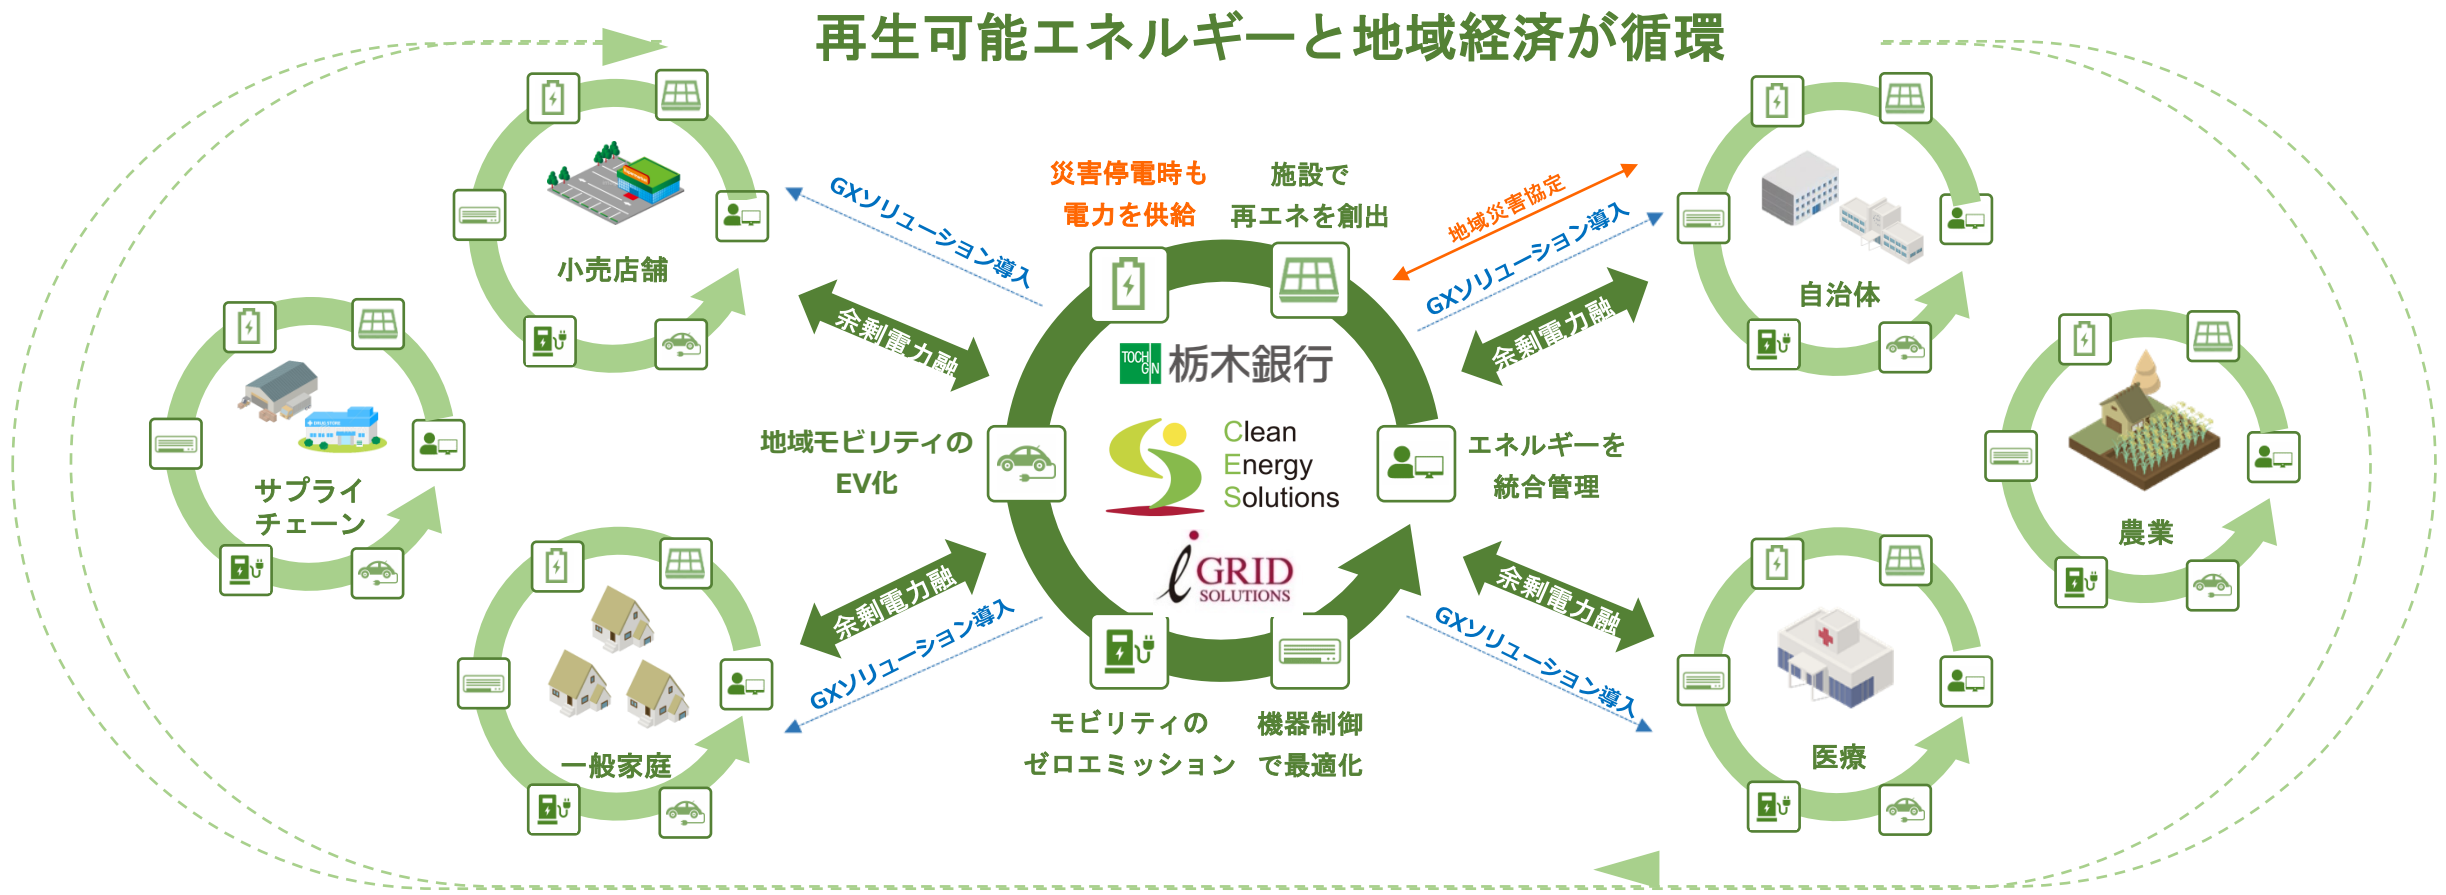 再生可能エネルギーと地域経済が循環
災害停電時も
電力を供給
施設で
再エネを創出
地域災害協定
GXソリューション導入
GXソリューション導入
余剰電力融
余剰電力融
小売店舗
自治体
TOCHI
GIN
栃木銀行
Clean
Energy
Solutions
iGRID
SOLUTIONS
地域モビリティの
EV化
エネルギーを
統合管理
サプライ
チェーン
DRUG STORE
農業
余剰電力融
余剰電力融
GXソリューション導入
GXソリューション導入
モビリティの
ゼロエミッション
機器制御
で最適化
一般家庭
医療